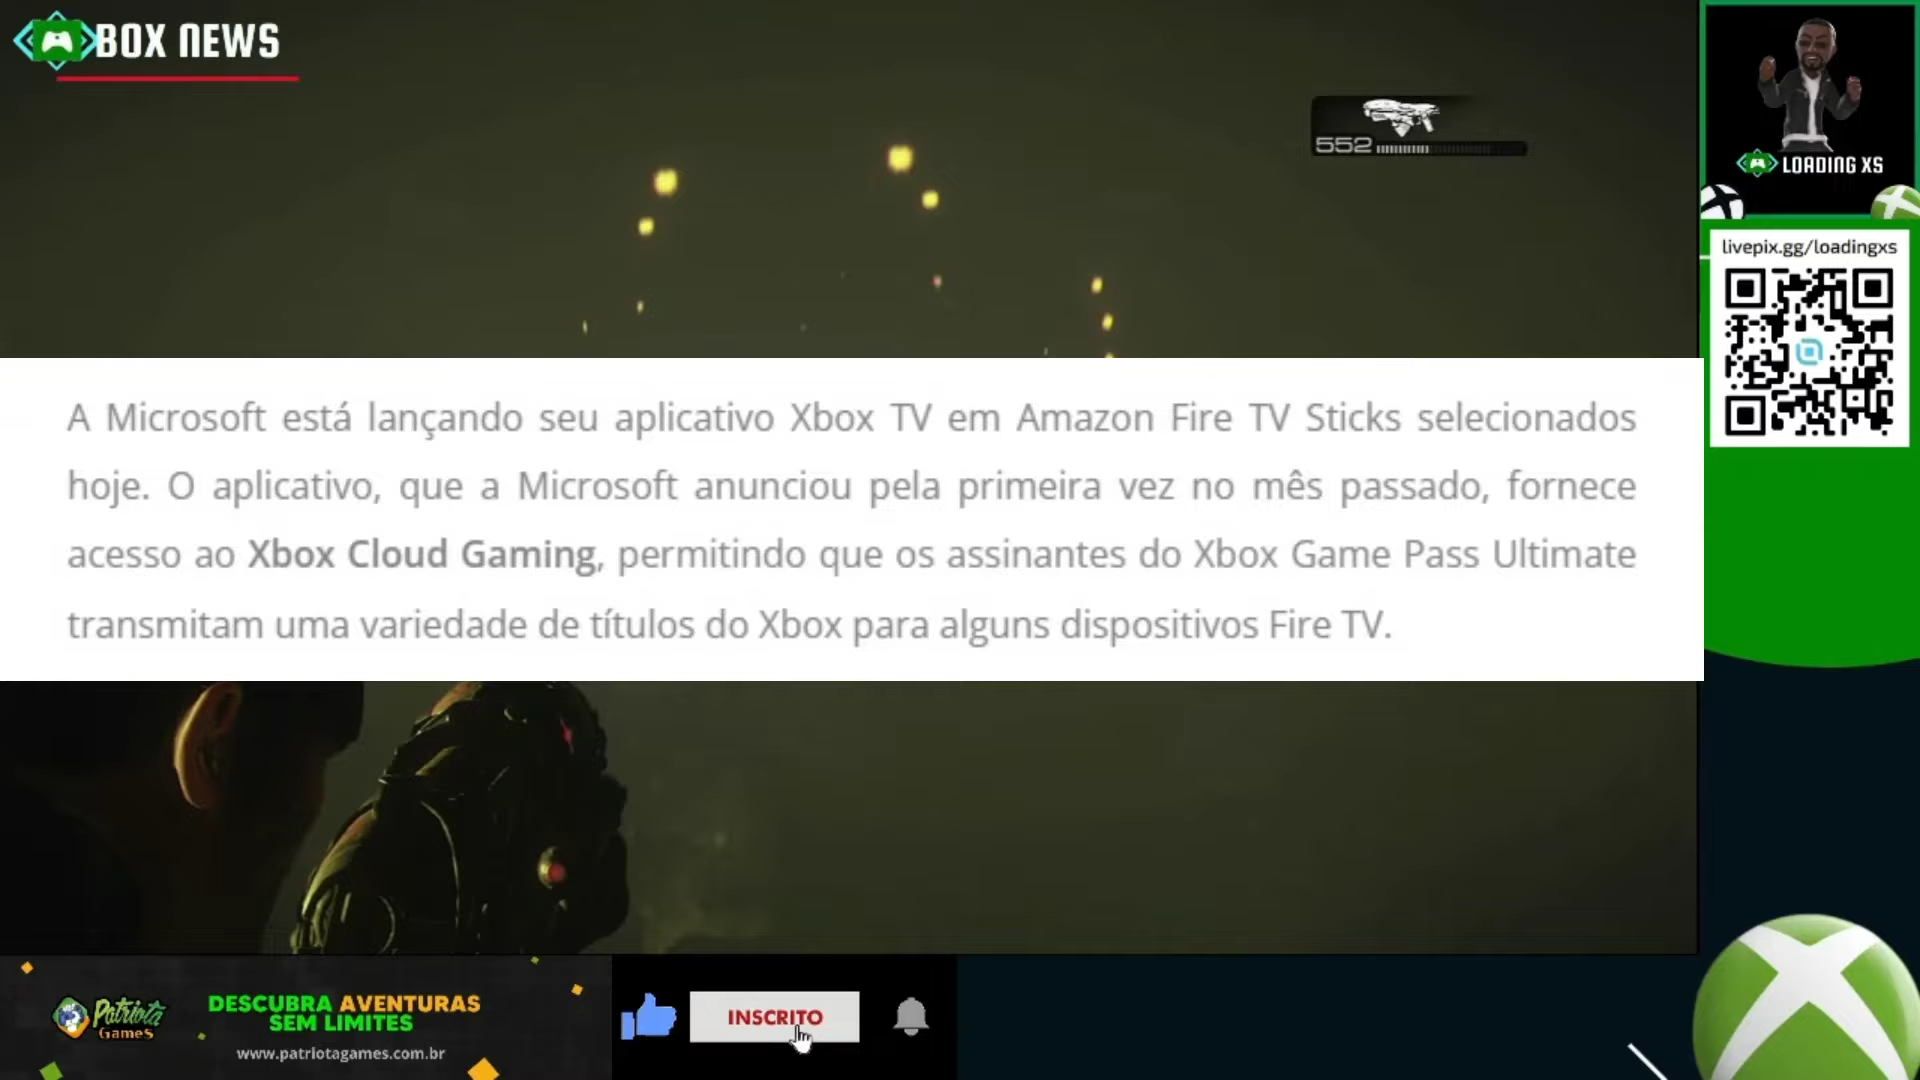 BOX NEWS
552
LOADING XS
livepix.gg/loadingxs
A Microsoft está lançando seu aplicativo Xbox TV em Amazon Fire TV Sticks selecionados
hoje. O aplicativo, que a Microsoft anunciou pela primeira vez no mês passado, fornece
acesso ao Xbox Cloud Gaming, permitindo que os assinantes do Xbox Game Pass Ultimate
transmitam uma variedade de títulos do Xbox para alguns dispositivos Fire TV.
Patriota
Games
DESCUBRA AVENTURAS
SEM LIMITES
www.patriotagames.com.br
INSCRITO